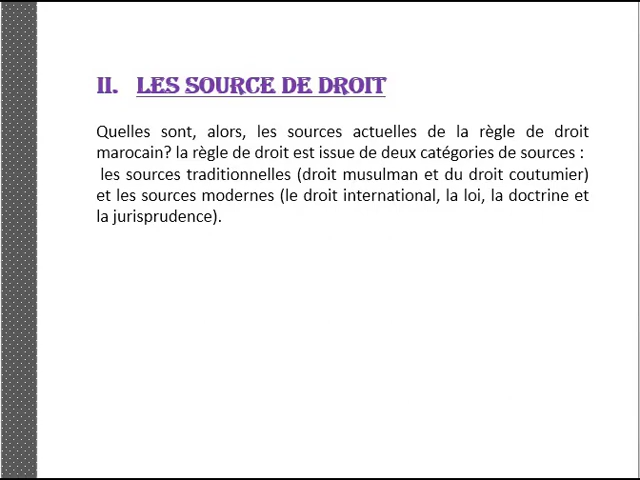 II. LES SOURCE DE DROIT
Quelles sont, alors, les sources actuelles de la règle de droit
marocain? la règle de droit est issue de deux catégories de sources :
les sources traditionnelles (droit musulman et du droit coutumier)
et les sources modernes (le droit international, la loi, la doctrine et
la jurisprudence).